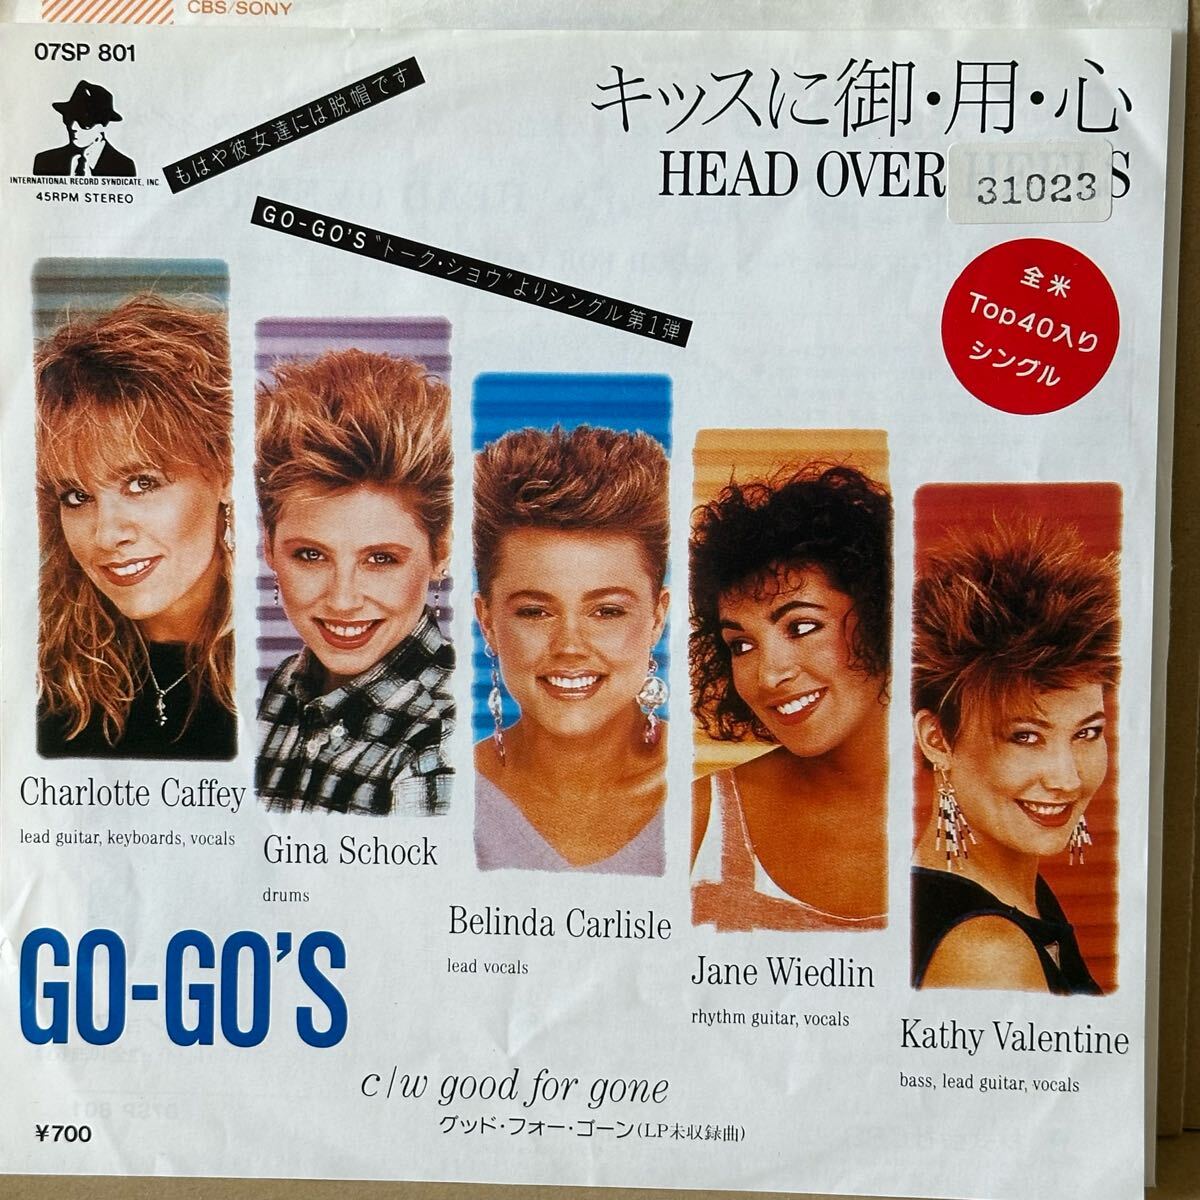 CBS/SONY
07SP 801
INTERNATIONAL RECORD SYNDICATE, INC.
45RPM STEREO
もはや彼女達には脱帽です
GO-GO'S "トーク・ショウ"よりシングル第1弾
キッスに御・用・心
HEAD OVER
31023
全米
Top40入り
シングル
Charlotte Caffey
lead guitar, keyboards, vocals
Gina Schock
drums
Belinda Carlisle
lead vocals
Jane Wiedlin
rhythm guitar, vocals
Kathy Valentine
bass, lead guitar, vocals
GO-GO'S
c/w good for gone
グッド・フォー・ゴーン(LP未収録曲)
¥700